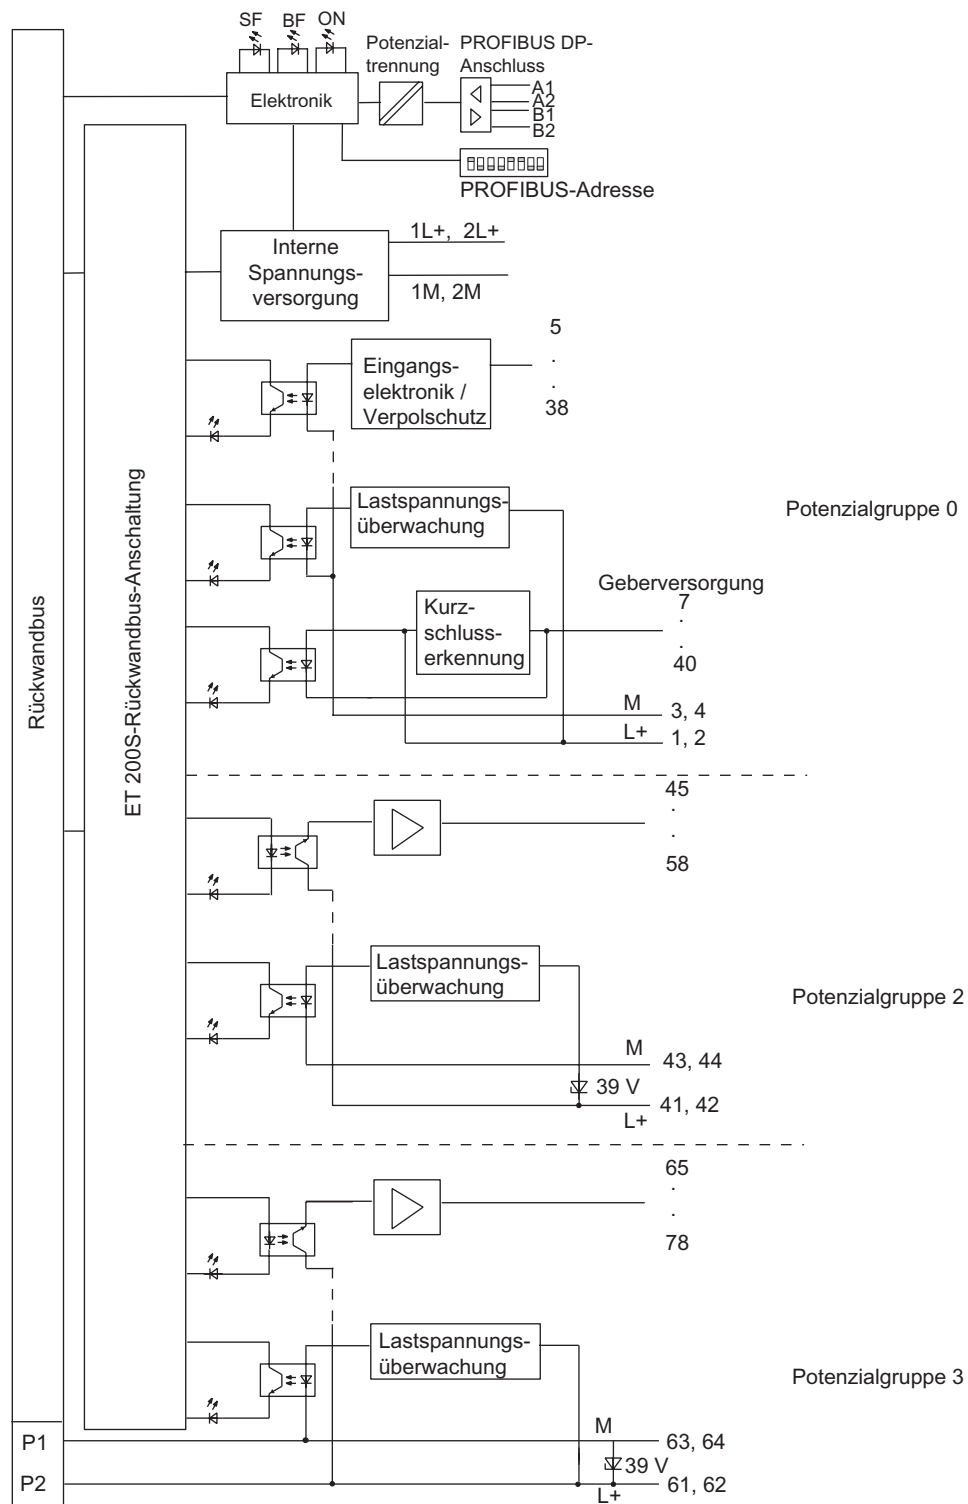 SF BF ON
Potenzial-
trennung
PROFIBUS DP-
Anschluss
Elektronik
A1
A2
B1
B2
PROFIBUS-Adresse
Interne
Spannungs-
versorgung
1L+, 2L+
1M, 2M
Eingangs-
elektronik /
Verpolschutz
5
.
.
38
Lastspannungs-
überwachung
Potenzialgruppe 0
Geberversorgung
Kurz-
schluss-
erkennung
7
.
.
40
M 3, 4
L+ 1, 2
Rückwandbus
ET 200S-Rückwandbus-Anschaltung
45
.
.
58
Lastspannungs-
überwachung
Potenzialgruppe 2
M 43, 44
39 V
41, 42
L+
65
.
.
78
Lastspannungs-
überwachung
Potenzialgruppe 3
P1
M
63, 64
39 V
P2
61, 62
L+